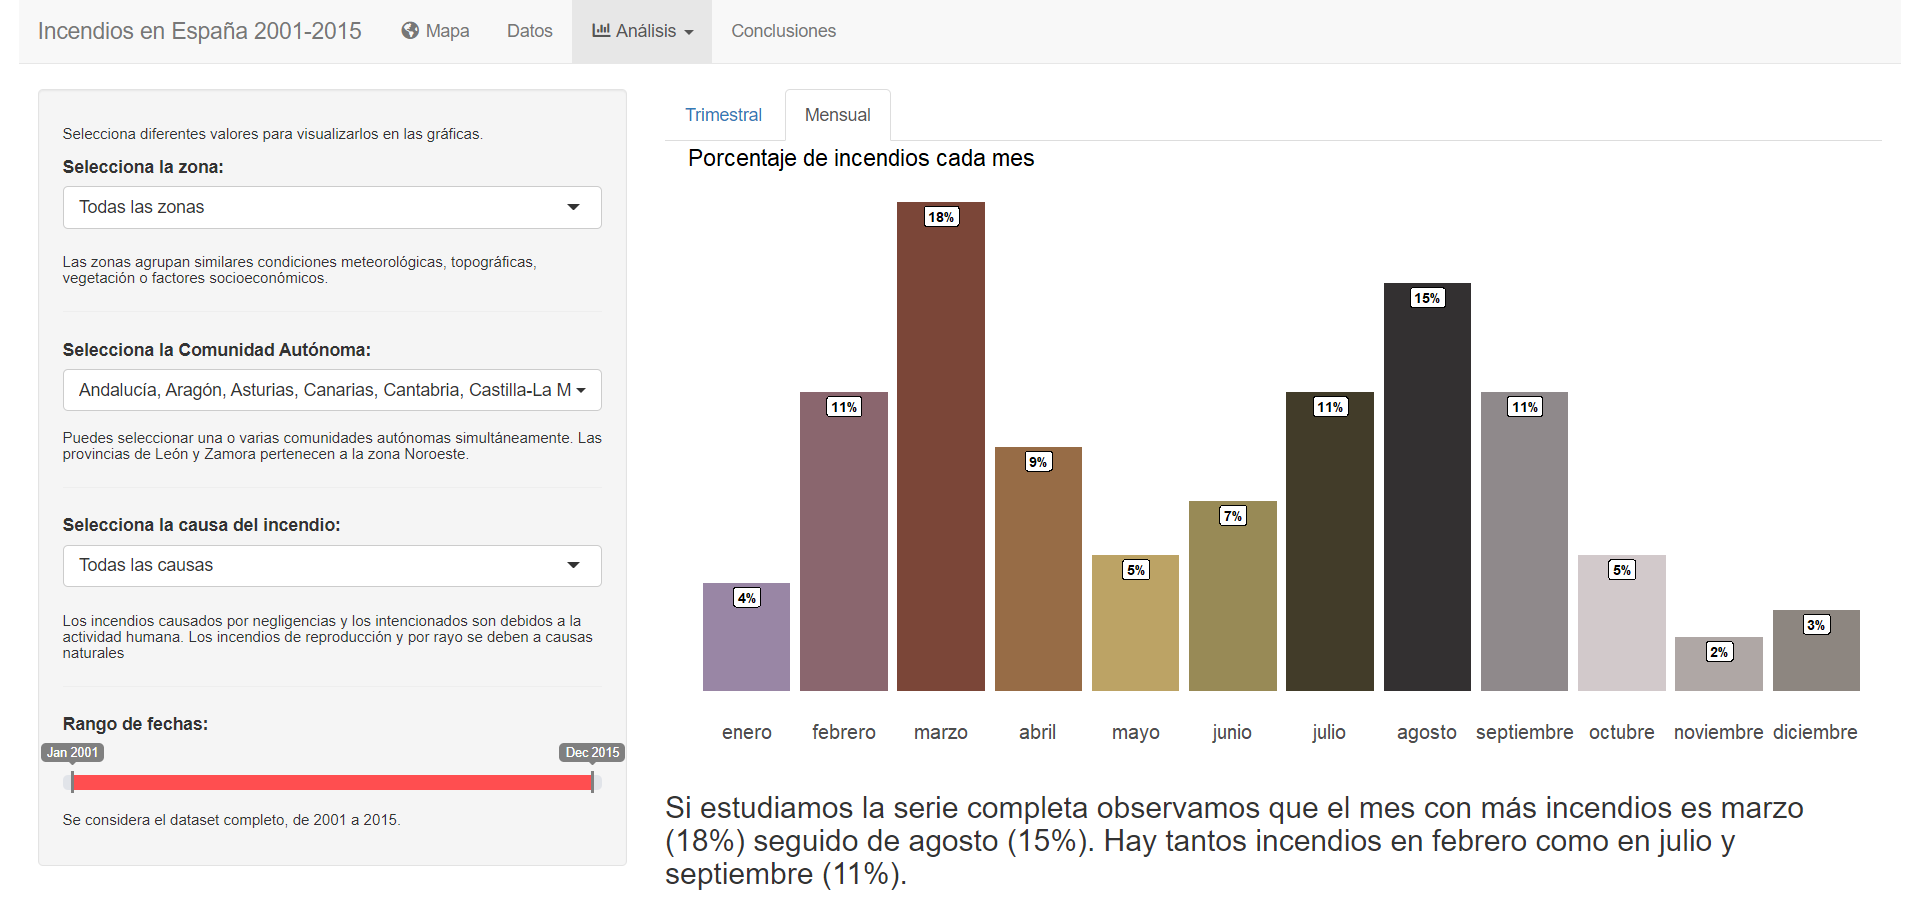 Incendios en España 2001-2015
Mapa
Datos
Análisis
Conclusiones
Selecciona diferentes valores para visualizarlos en las gráficas.
Selecciona la zona:
Todas las zonas
Las zonas agrupan similares condiciones meteorológicas, topográficas,
vegetación o factores socioeconómicos.
Selecciona la Comunidad Autónoma:
Andalucía, Aragón, Asturias, Canarias, Cantabria, Castilla-La M
Puedes seleccionar una o varias comunidades autónomas simultáneamente. Las
provincias de León y Zamora pertenecen a la zona Noroeste.
Selecciona la causa del incendio:
Todas las causas
Los incendios causados por negligencias y los intencionados son debidos a la
actividad humana. Los incendios de reproducción y por rayo se deben a causas
naturales
Rango de fechas:
Jan 2001
Dec 2015
Se considera el dataset completo, de 2001 a 2015.
Trimestral
Mensual
Porcentaje de incendios cada mes
4%
11%
18%
9%
5%
7%
11%
15%
11%
5%
2%
3%
enero
febrero
marzo
abril
mayo
junio
julio
agosto
septiembre
octubre
noviembre
diciembre
Si estudiamos la serie completa observamos que el mes con más incendios es marzo
(18%) seguido de agosto (15%). Hay tantos incendios en febrero como en julio y
septiembre (11%).